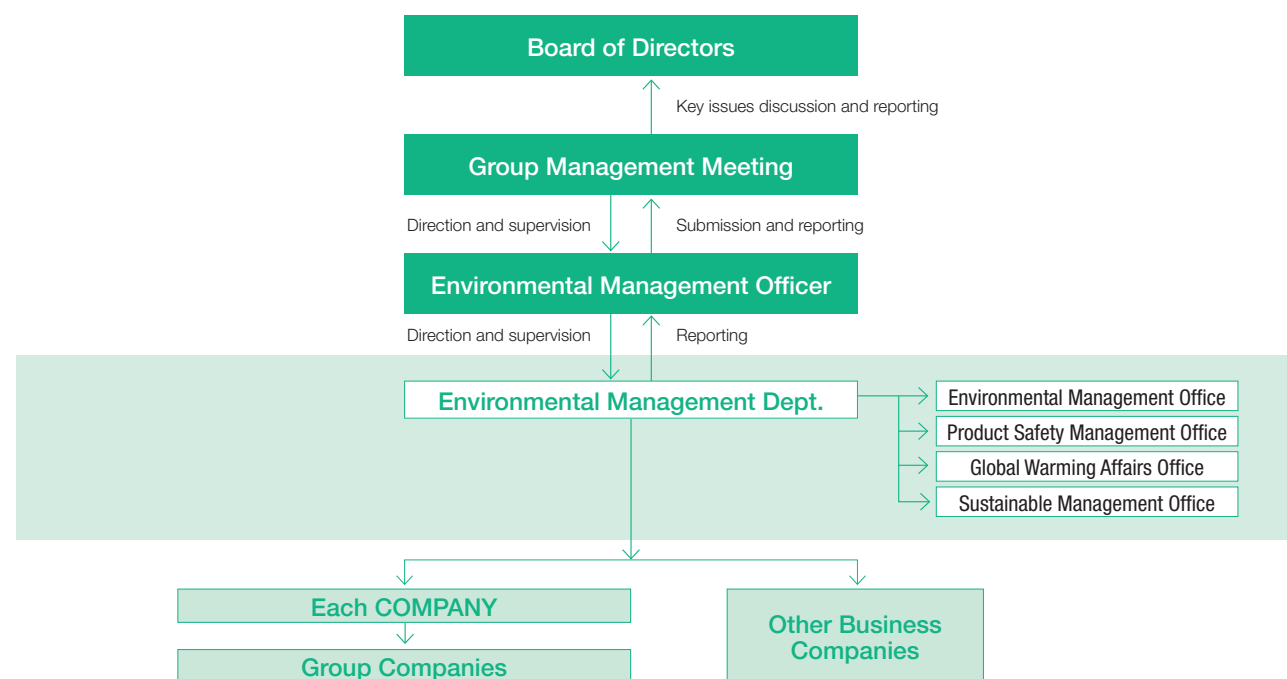 Board of Directors
Key issues discussion and reporting
Group Management Meeting
Direction and supervision
Submission and reporting
Environmental Management Officer
Direction and supervision
Reporting
Environmental Management Dept.
Environmental Management Office
Product Safety Management Office
Global Warming Affairs Office
Sustainable Management Office
Each COMPANY
Other Business
Companies
Group Companies